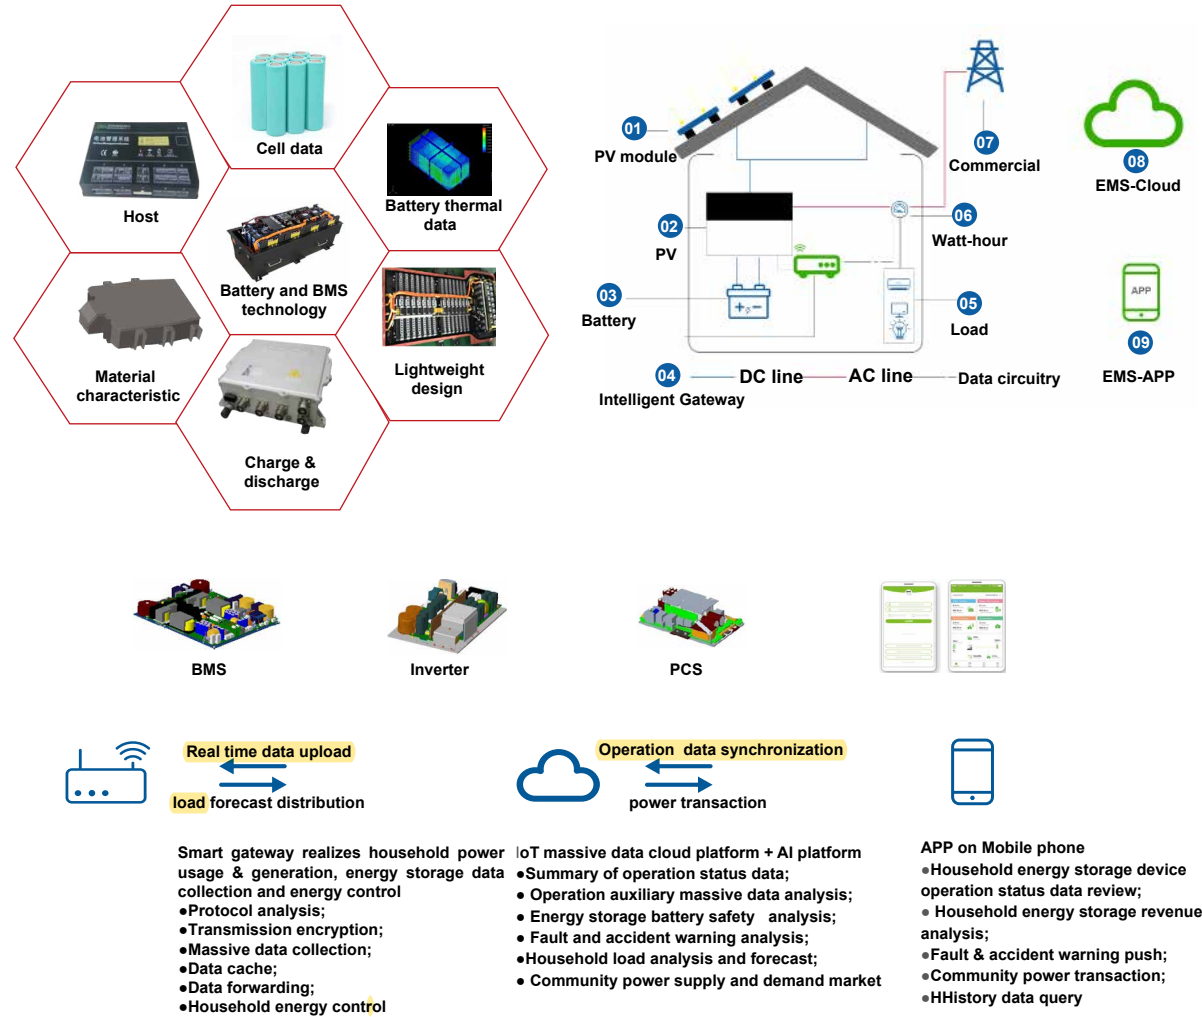 Cell data
电池管理系统
Host
Battery thermal
data
Battery and BMS
technology
Material
characteristic
Lightweight
design
Charge &
discharge
01
PV module
02
PV
03
Battery
04
Intelligent Gateway
05
Load
06
Watt-hour
07
Commercial
08
EMS-Cloud
APP
09
EMS-APP
DC line
AC line
Data circuitry
BMS
Inverter
PCS
Real time data upload
load forecast distribution
Operation data synchronization
power transaction
Smart gateway realizes household power
usage & generation, energy storage data
collection and energy control
●Protocol analysis;
●Transmission encryption;
●Massive data collection;
●Data cache;
●Data forwarding;
●Household energy control
IoT massive data cloud platform + AI platform
●Summary of operation status data;
● Operation auxiliary massive data analysis;
● Energy storage battery safety analysis;
● Fault and accident warning analysis;
●Household load analysis and forecast;
● Community power supply and demand market
APP on Mobile phone
●Household energy storage device
operation status data review;
● Household energy storage revenue
analysis;
●Fault & accident warning push;
●Community power transaction;
●HHistory data query